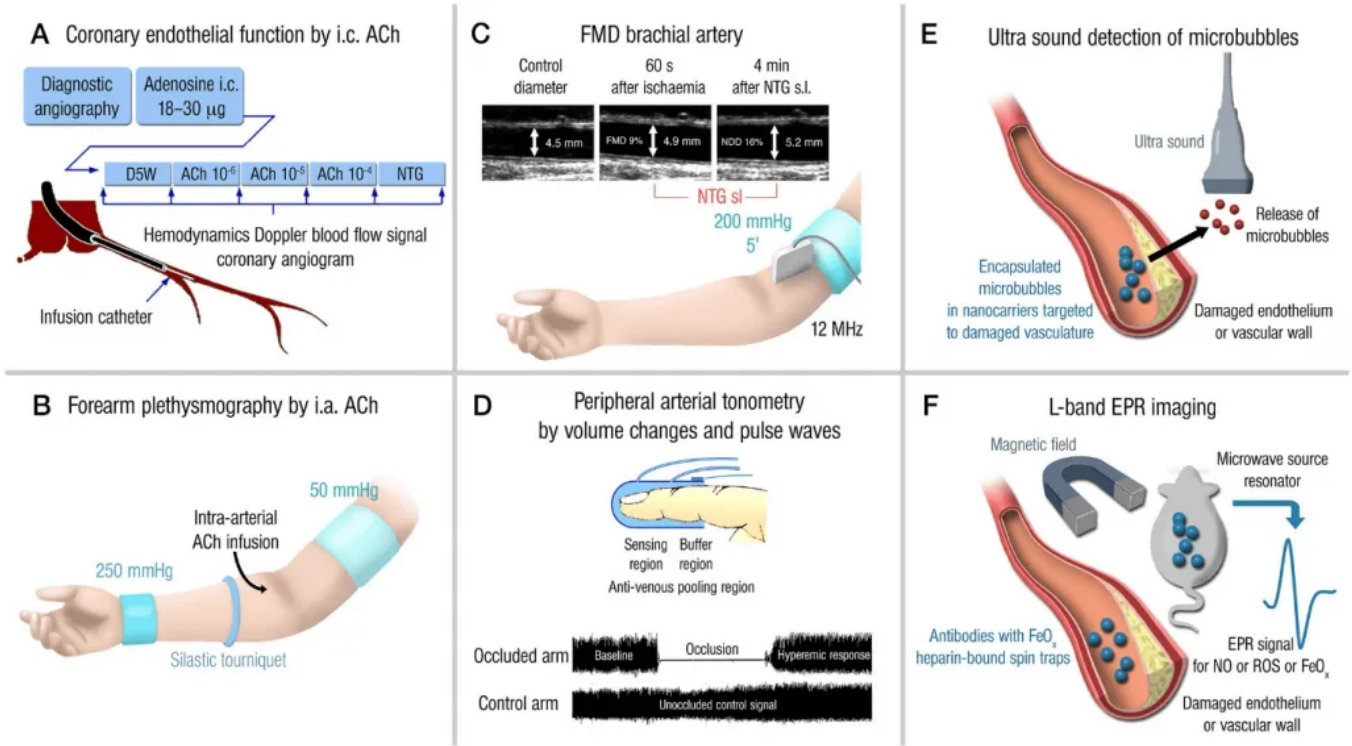 A Coronary endothelial function by i.c. ACh
Diagnostic
angiography
Adenosine i.c.
18–30 µg
D5W
ACh 10-6
ACh 10-5
ACh 10-4
NTG
Hemodynamics Doppler blood flow signal
coronary angiogram
Infusion catheter
B Forearm plethysmography by i.a. ACh
50 mmHg
Intra-arterial
ACh infusion
250 mmHg
Silastic tourniquet
C FMD brachial artery
Control
diameter
60 s
after ischaemia
4 min
after NTG s.l.
4.5 mm
FMD 9%
4.9 mm
NDD 16%
5.2 mm
NTG sl
200 mmHg
5'
12 MHz
D Peripheral arterial tonometry
by volume changes and pulse waves
Sensing
region
Buffer
region
Anti-venous pooling region
Occluded arm
Baseline
Occlusion
Hyperemic response
Control arm
Unoccluded control signal
E Ultra sound detection of microbubbles
Ultra sound
Release of
microbubbles
Encapsulated
microbubbles
in nanocarriers targeted
to damaged vasculature
Damaged endothelium
or vascular wall
F L-band EPR imaging
Magnetic field
Microwave source
resonator
Antibodies with FeOx
heparin-bound spin traps
EPR signal
for NO or ROS or FeOx
Damaged endothelium
or vascular wall